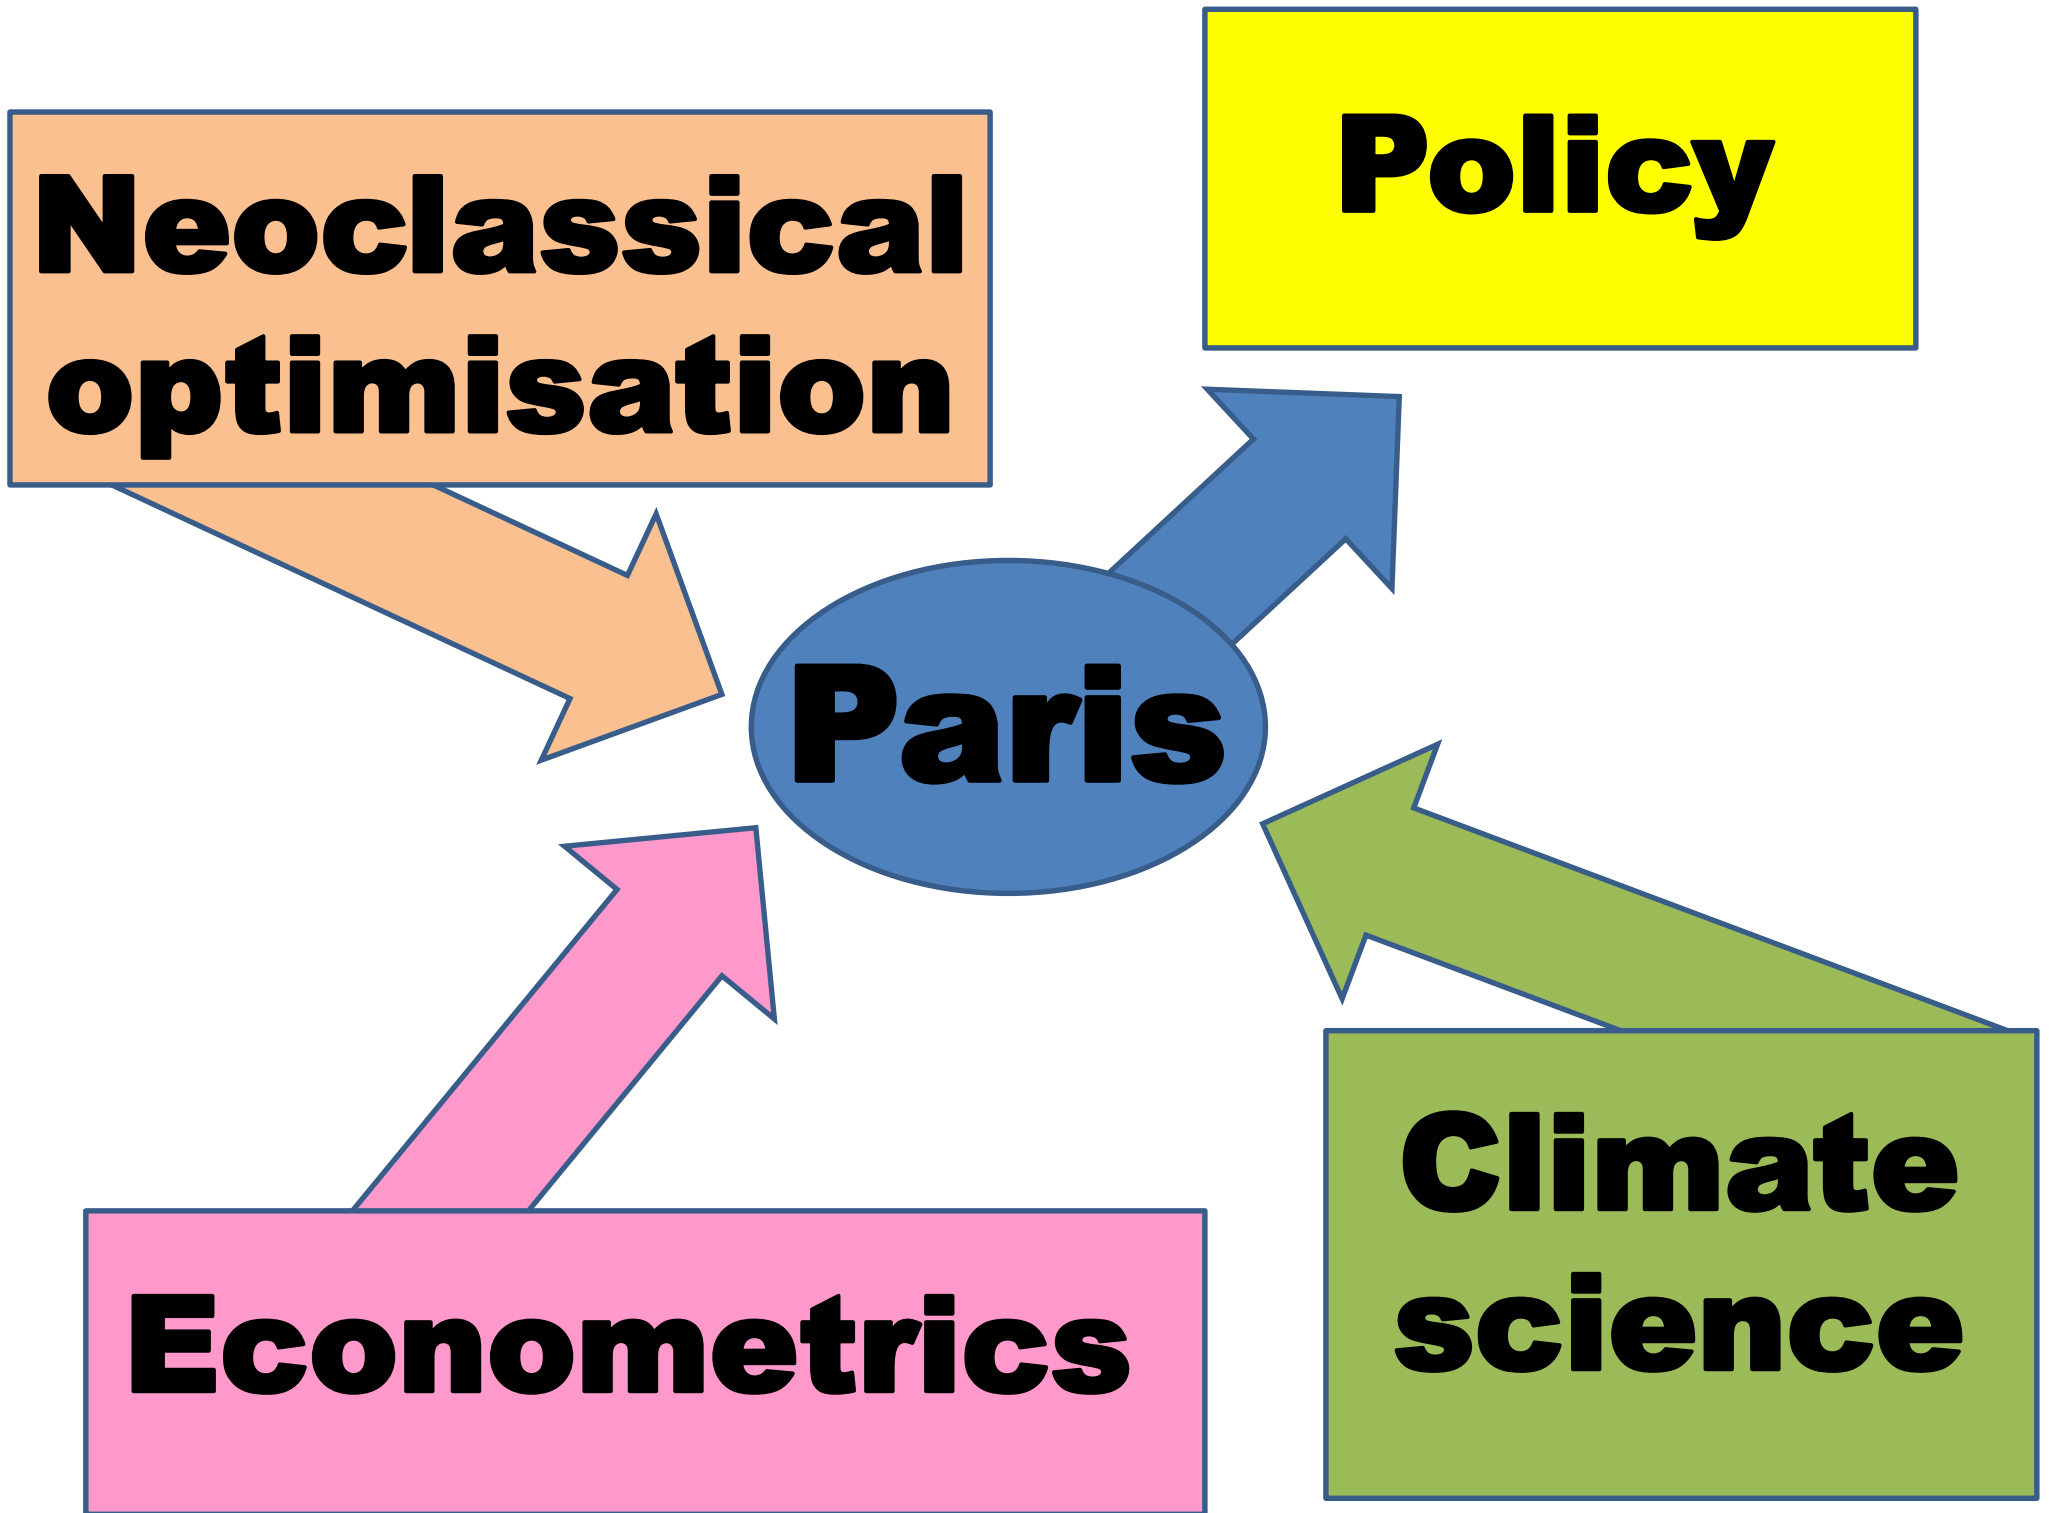 Policy
Neoclassical
optimisation
Paris
Climate
science
Econometrics